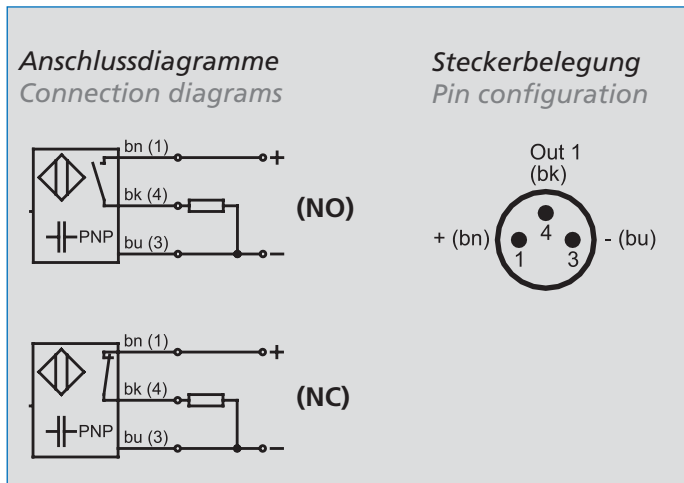 Anschlussdiagramme
Connection diagrams
bn (1)
+
bk (4)
(NO)
PNP
bu (3)
−
bn (1)
+
bk (4)
(NC)
PNP
bu (3)
−
Steckerbelegung
Pin configuration
Out 1
(bk)
+ (bn)
4
- (bu)
1
3